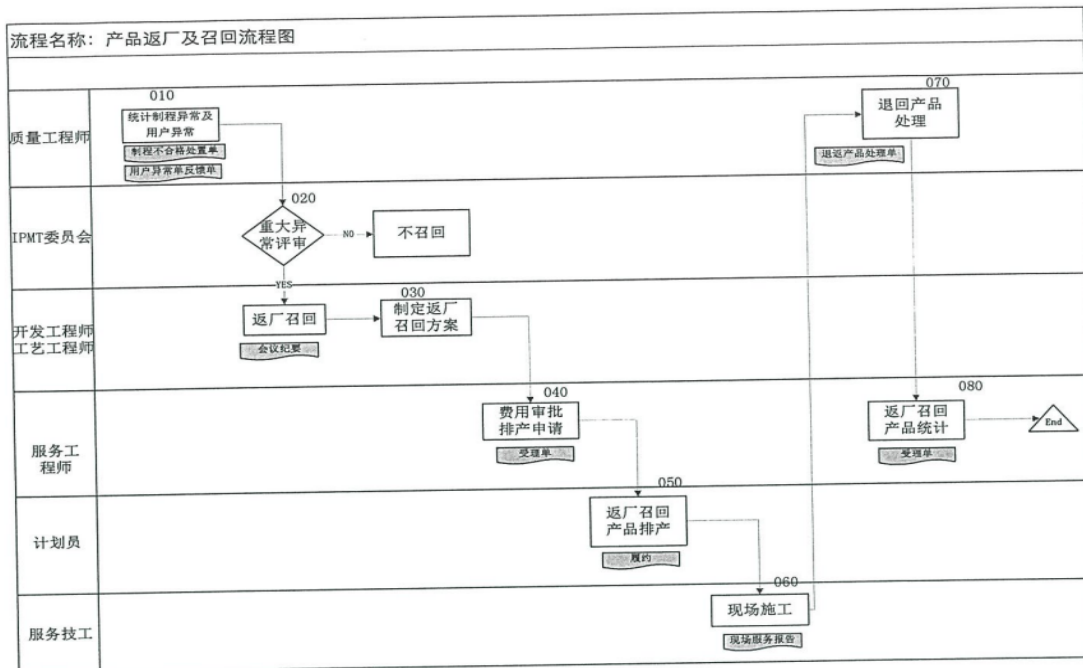 流程名称：产品返厂及召回流程图
质量工程师
010
统计制程异常及
用户异常
制程不合格处置单
用户异常单反馈单
070
退回产品
处理
退返产品处理单
IPMT委员会
020
重大异
常评审
NO
不召回
YES
开发工程师
工艺工程师
返厂召回
会议纪要
030
制定返厂
召回方案
服务工
程师
040
费用审批
排产申请
受理单
080
返厂召回
产品统计
受理单
End
计划员
050
返厂召回
产品排产
履约
服务技工
060
现场施工
现场服务报告